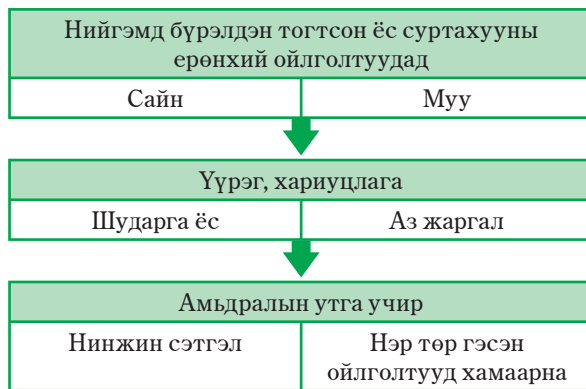 Нийгэмд бүрэлдэн тогтсон ёс суртахууны
ерөнхий ойлголтуудад
Сайн
Муу
Үүрэг, хариуцлага
Шударга ёс
Аз жаргал
Амьдралын утга учир
Нинжин сэтгэл
Нэр төр гэсэн
ойлголтууд хамаарна